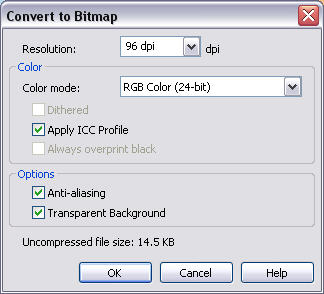 Convert to Bitmap
Resolution: 96 dpi dpi
Color
Color mode: RGB Color (24-bit)
Dithered
Apply ICC Profile
Always overprint black
Options
Anti-aliasing
Transparent Background
Uncompressed file size: 14.5 KB
OK Cancel Help